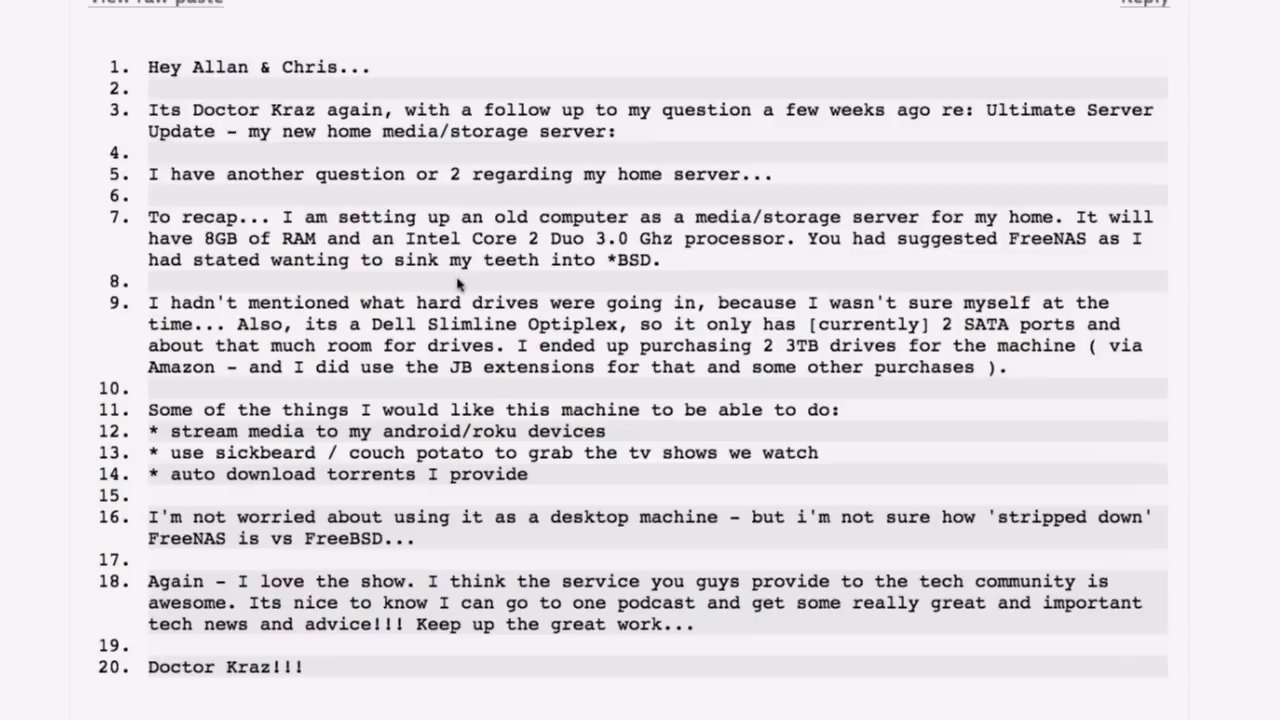 View raw paste
Reply
1. Hey Allan & Chris...
2.
3. Its Doctor Kraz again, with a follow up to my question a few weeks ago re: Ultimate Server
Update - my new home media/storage server:
4.
5. I have another question or 2 regarding my home server...
6.
7. To recap... I am setting up an old computer as a media/storage server for my home. It will
have 8GB of RAM and an Intel Core 2 Duo 3.0 Ghz processor. You had suggested FreeNAS as I
had stated wanting to sink my teeth into *BSD.
8.
9. I hadn't mentioned what hard drives were going in, because I wasn't sure myself at the
time... Also, its a Dell Slimline Optiplex, so it only has [currently] 2 SATA ports and
about that much room for drives. I ended up purchasing 2 3TB drives for the machine ( via
Amazon - and I did use the JB extensions for that and some other purchases ).
10.
11. Some of the things I would like this machine to be able to do:
12. * stream media to my android/roku devices
13. * use sickbeard / couch potato to grab the tv shows we watch
14. * auto download torrents I provide
15.
16. I'm not worried about using it as a desktop machine - but i'm not sure how 'stripped down'
FreeNAS is vs FreeBSD...
17.
18. Again - I love the show. I think the service you guys provide to the tech community is
awesome. Its nice to know I can go to one podcast and get some really great and important
tech news and advice!!! Keep up the great work...
19.
20. Doctor Kraz!!!